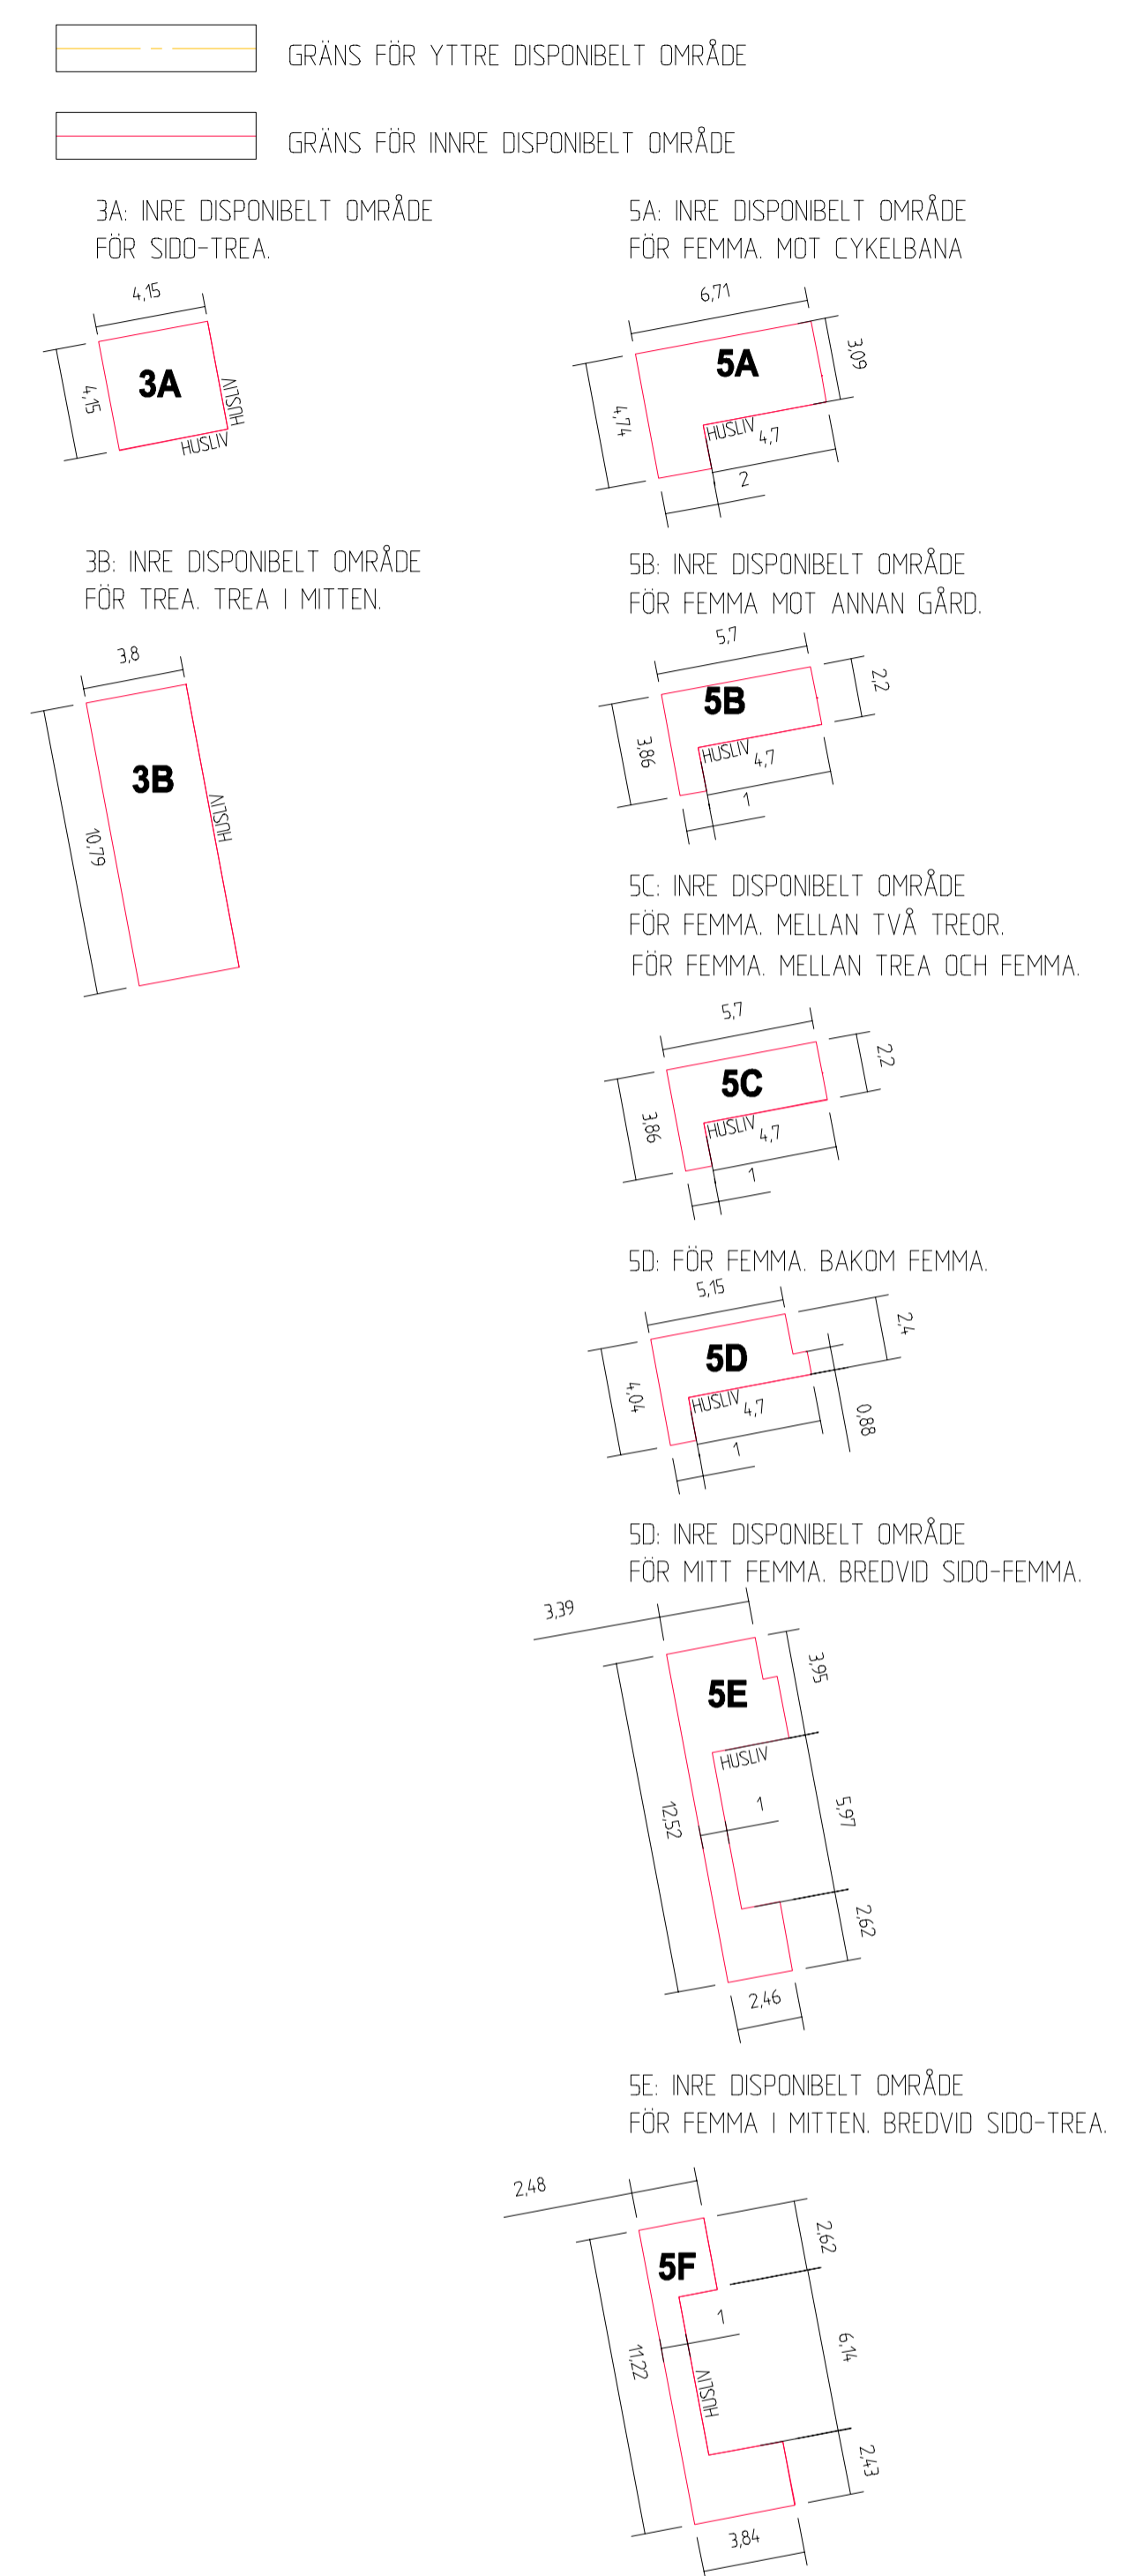 GRÄNS FÖR YTTRE DISPONIBELT OMRÅDE
GRÄNS FÖR INNRE DISPONIBELT OMRÅDE
3A: INRE DISPONIBELT OMRÅDE
FÖR SIDO-TREA.
4,15
4,15
3A
HUSLIV
HUSLIV
3B: INRE DISPONIBELT OMRÅDE
FÖR TREA. TREA I MITTEN.
3,8
3B
10,79
HUSLIV
5A: INRE DISPONIBELT OMRÅDE
FÖR FEMMA. MOT CYKELBANA
6,71
5A
3,09
4,74
HUSLIV
4,7
2
5B: INRE DISPONIBELT OMRÅDE
FÖR FEMMA MOT ANNAN GÅRD.
5,7
5B
2,2
3,86
HUSLIV
4,7
1
5C: INRE DISPONIBELT OMRÅDE
FÖR FEMMA. MELLAN TVÅ TREOR.
FÖR FEMMA. MELLAN TREA OCH FEMMA.
5,7
5C
2,2
3,86
HUSLIV
4,7
1
5D: FÖR FEMMA. BAKOM FEMMA.
5,15
5D
2,4
4,04
HUSLIV
4,7
0,88
1
5D: INRE DISPONIBELT OMRÅDE
FÖR MITT FEMMA. BREDVID SIDO-FEMMA.
3,39
3,95
5E
HUSLIV
12,52
1
5,97
2,62
2,46
5E: INRE DISPONIBELT OMRÅDE
FÖR FEMMA I MITTEN. BREDVID SIDO-TREA.
2,48
2,62
5F
1
11,22
6,14
HUSLIV
2,43
3,84